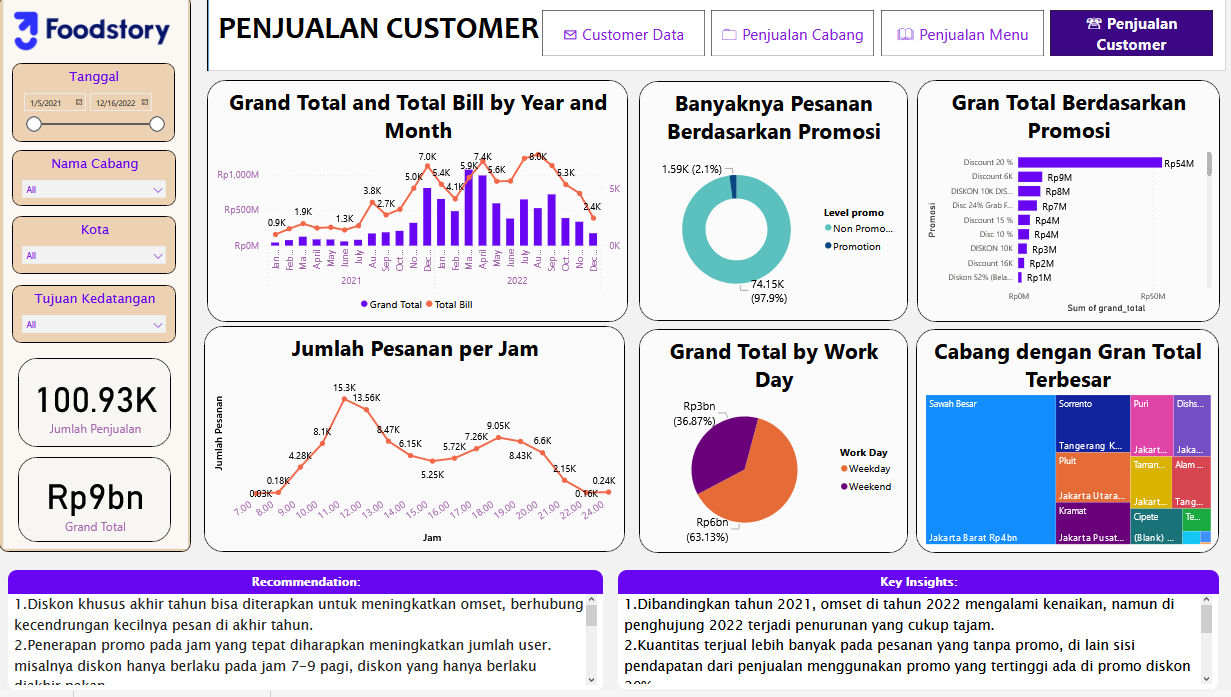 Foodstory
PENJUALAN CUSTOMER
Customer Data
Penjualan Cabang
Penjualan Menu
Penjualan
Customer
Tanggal
1/5/2021
12/16/2022
Nama Cabang
All
Kota
All
Tujuan Kedatangan
All
100.93K
Jumlah Penjualan
Rp9bn
Grand Total
Grand Total and Total Bill by Year and
Month
Rp1,000M
Rp500M
Rp0M
5K
0K
0.9K
1.9K
1.3K
3.8K
2.7K
5.0K
7.0K
5.4K
4.1K
5.9K
7.4K
5.6K
8.0K
5.3K
2.4K
Jan...
Feb...
Ma...
April
May
June
July
Au...
Sep...
Oct...
No...
Dec...
Jan...
Feb...
Ma...
April
May
June
July
Au...
Sep...
Oct...
No...
Dec...
2021
2022
Grand Total
Total Bill
Banyaknya Pesanan
Berdasarkan Promosi
1.59K (2.1%)
74.15K
(97.9%)
Level promo
Non Promo...
Promotion
Gran Total Berdasarkan
Promosi
Promosi
Discount 20 %
Rp54M
Discount 6K
Rp9M
DISKON 10K DIS...
Rp8M
Disc 24% Grab F...
Rp7M
Discount 15 %
Rp4M
Disc 10 %
Rp4M
DISKON 10K
Rp3M
Discount 16K
Rp2M
Diskon 52% (Bela...
Rp1M
Rp0M
Rp50M
Sum of grand_total
Jumlah Pesanan per Jam
Jumlah Pesanan
0.03K
0.18K
4.28K
8.1K
15.3K
13.56K
8.47K
6.15K
5.25K
5.72K
7.26K
9.05K
8.43K
6.6K
2.15K
0.16K
0.24K
7.00
8.00
9.00
10.00
11.00
12.00
13.00
14.00
15.00
16.00
17.00
18.00
19.00
20.00
21.00
22.00
24.00
Jam
Grand Total by Work
Day
Rp3bn
(36.87%)
Rp6bn
(63.13%)
Work Day
Weekday
Weekend
Cabang dengan Gran Total
Terbesar
Sawah Besar
Jakarta Barat Rp4bn
Sorrento
Tangerang K...
Pluit
Jakarta Utara...
Kramat
Jakarta Pusat...
Puri
Jakart...
Dishs...
Jaka...
Taman...
Jakart...
Alam ...
Tang...
Cipete
(Blank) ...
Te...
Recommendation:
1.Diskon khusus akhir tahun bisa diterapkan untuk meningkatkan omset, berhubung
kecendrungan kecilnya pesan di akhir tahun.
2.Penerapan promo pada jam yang tepat diharapkan meningkatkan jumlah user.
misalnya diskon hanya berlaku pada jam 7-9 pagi, diskon yang hanya berlaku
diakhir pekan
Key Insights:
1.Dibandingkan tahun 2021, omset di tahun 2022 mengalami kenaikan, namun di
penghujung 2022 terjadi penurunan yang cukup tajam.
2.Kuantitas terjual lebih banyak pada pesanan yang tanpa promo, di lain sisi
pendapatan dari penjualan menggunakan promo yang tertinggi ada di promo diskon
20%